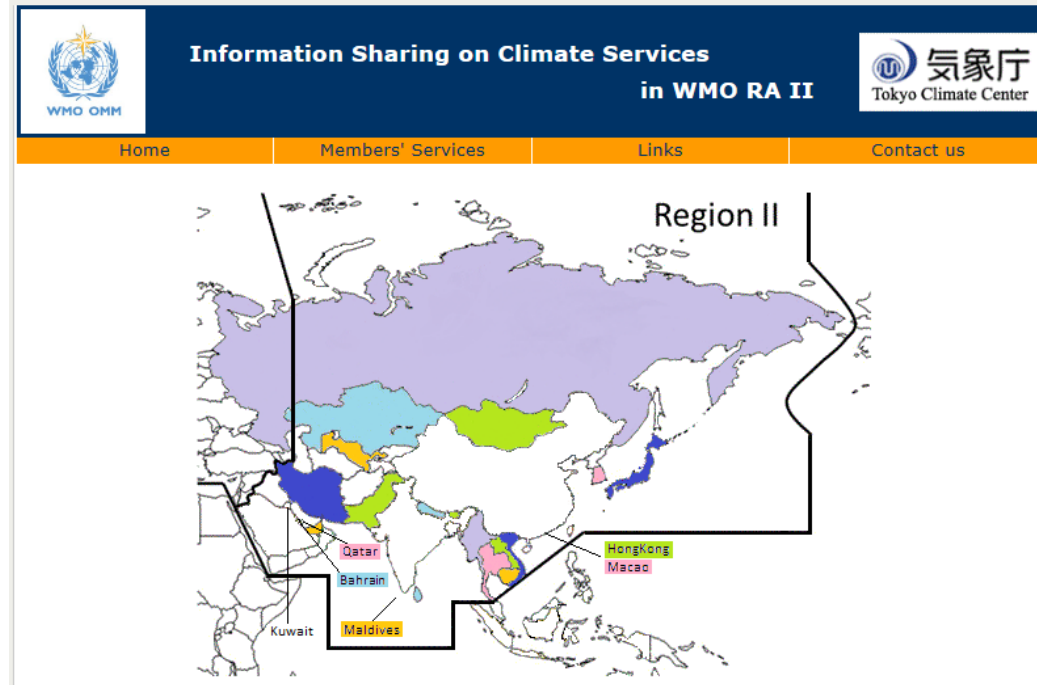 WMO OMM
Information Sharing on Climate Services
in WMO RA II
気象庁
Tokyo Climate Center
Home
Members' Services
Links
Contact us
Region II
Qatar
Bahrain
Kuwait
Maldives
HongKong
Macao